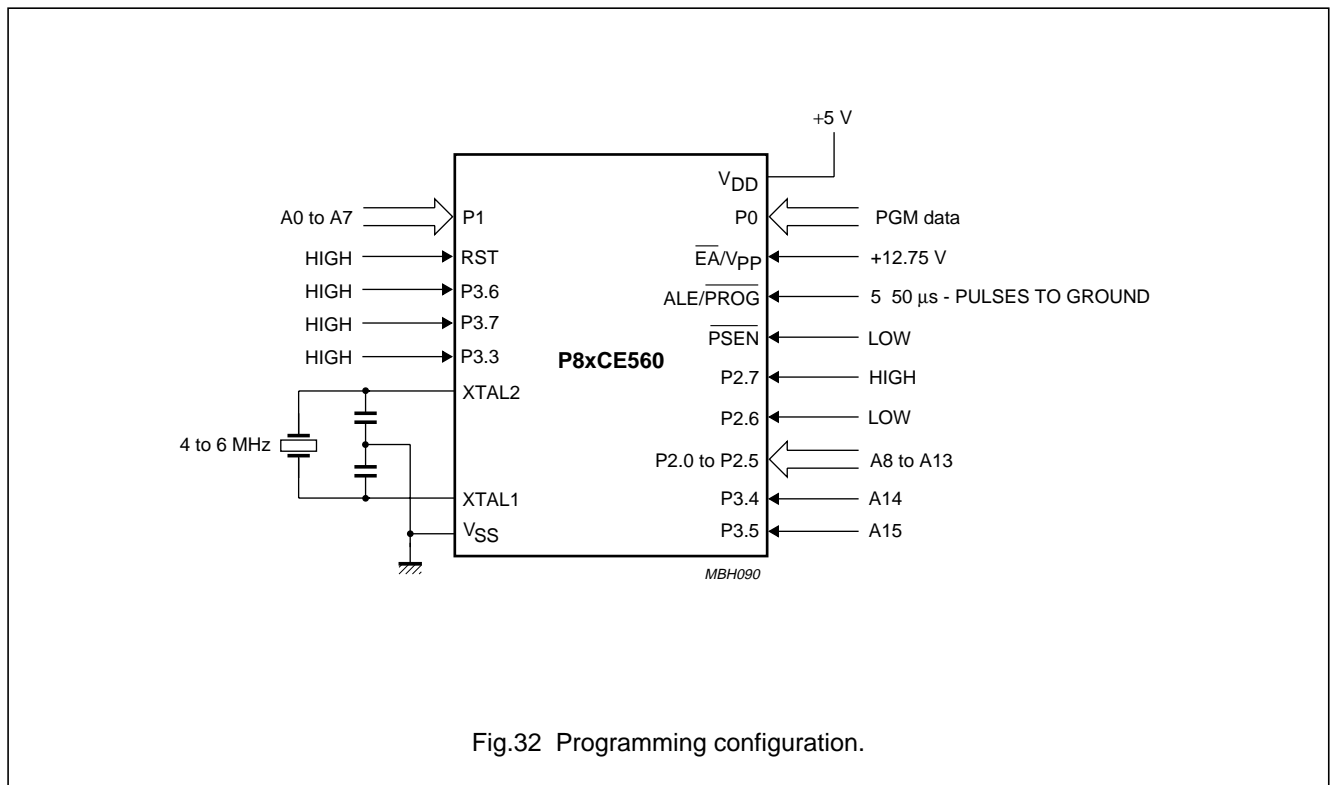 +5 V
VDD
A0 to A7
P1
P0
PGM data
HIGH
RST
EA/VPP
+12.75 V
HIGH
P3.6
ALE/PROG
5 50 μs - PULSES TO GROUND
HIGH
P3.7
PSEN
LOW
HIGH
P3.3
P8xCE560
P2.7
HIGH
XTAL2
P2.6
LOW
4 to 6 MHz
P2.0 to P2.5
A8 to A13
XTAL1
P3.4
A14
VSS
P3.5
A15
MBH090
Fig.32 Programming configuration.